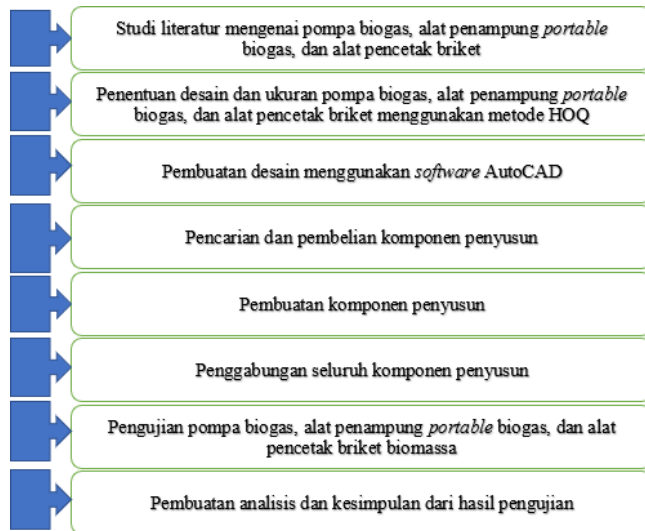 Studi literatur mengenai pompa biogas, alat penampung portable
biogas, dan alat pencetak briket
Penentuan desain dan ukuran pompa biogas, alat penampung portable
biogas, dan alat pencetak briket menggunakan metode HOQ
Pembuatan desain menggunakan software AutoCAD
Pencarian dan pembelian komponen penyusun
Pembuatan komponen penyusun
Penggabungan seluruh komponen penyusun
Pengujian pompa biogas, alat penampung portable biogas, dan alat
pencetak briket biomassa
Pembuatan analisis dan kesimpulan dari hasil pengujian